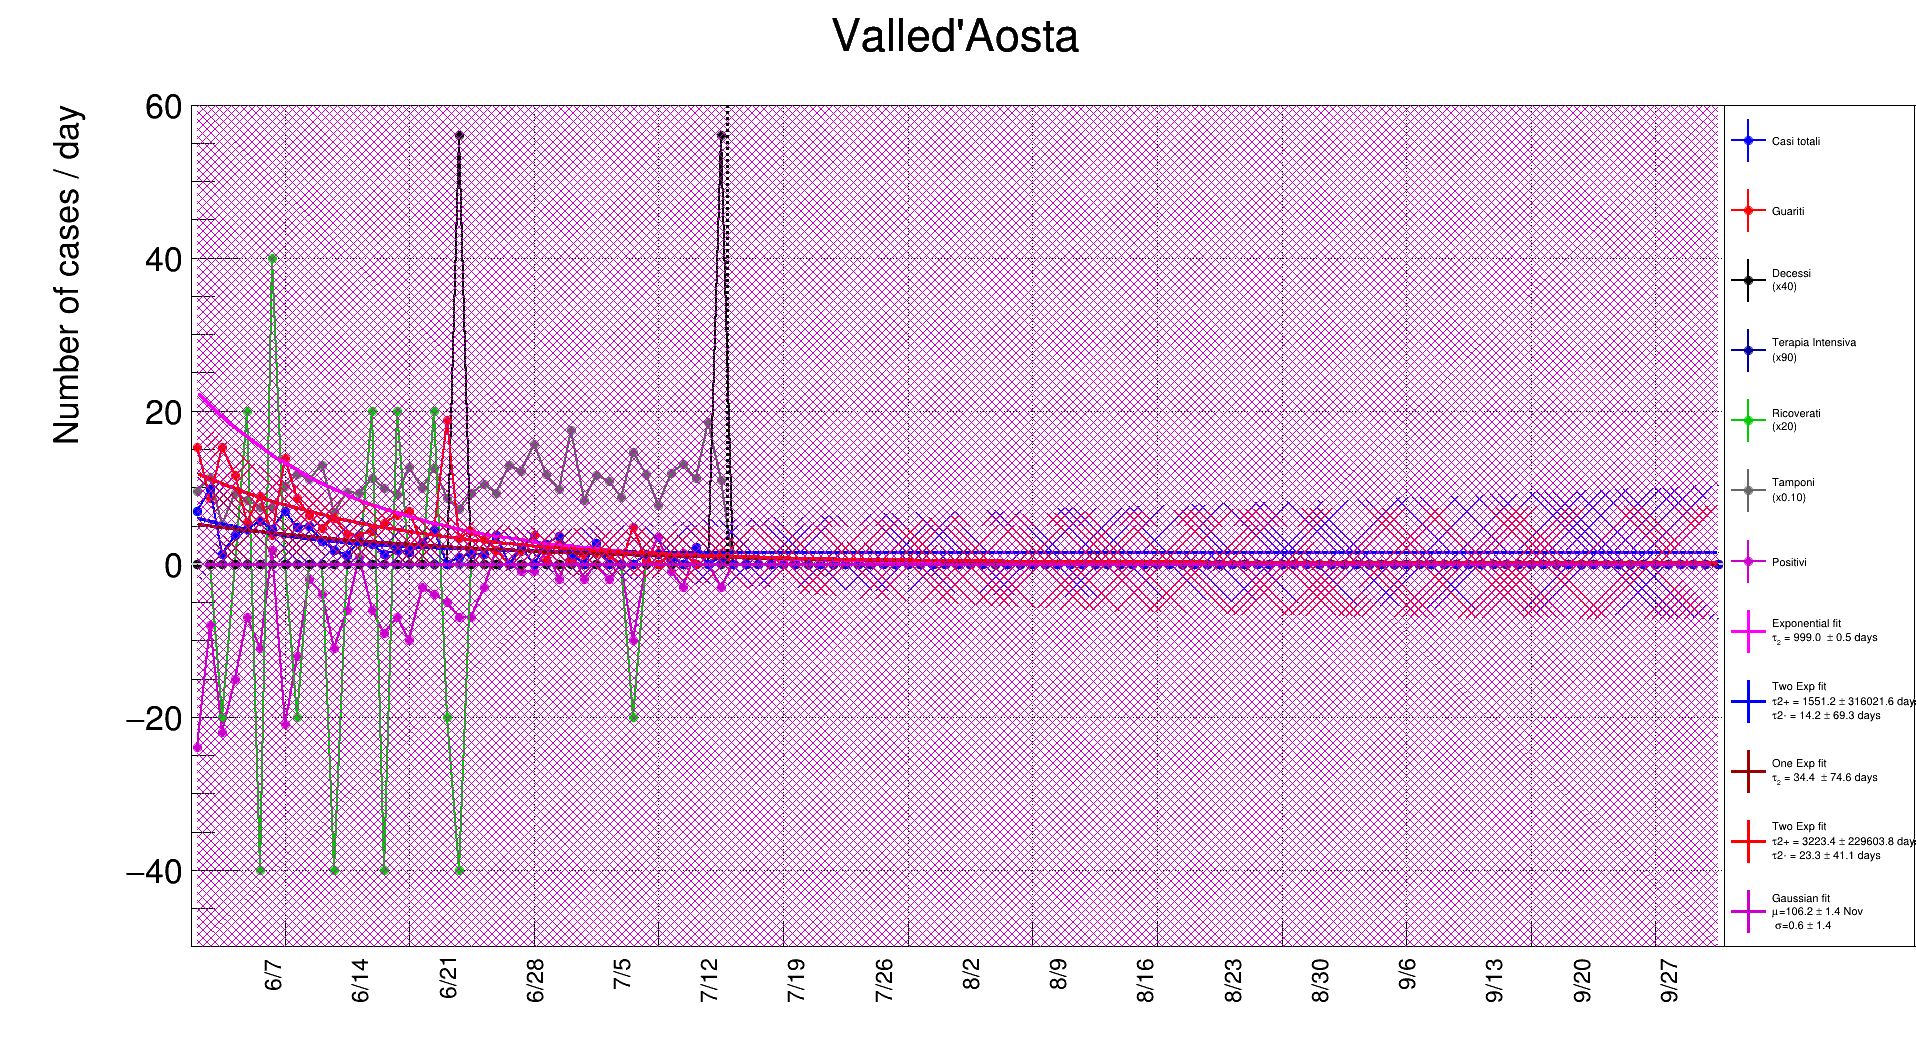 Valled'Aosta
Number of cases / day
60
40
20
0
−20
−40
6/7
6/14
6/21
6/28
7/5
7/12
7/19
7/26
8/2
8/9
8/16
8/23
8/30
9/6
9/13
9/20
9/27
Casi totali
Guariti
Decessi
(x40)
Terapia Intensiva
(x90)
Ricoverati
(x20)
Tamponi
(x0.10)
Positivi
Exponential fit
τ2 = 999.0 ± 0.5 days
Two Exp fit
τ2+ = 1551.2 ± 316021.6 day
τ2- = 14.2 ± 69.3 days
One Exp fit
τ2 = 34.4 ± 74.6 days
Two Exp fit
τ2+ = 3223.4 ± 229603.8 day
τ2- = 23.3 ± 41.1 days
Gaussian fit
μ=106.2 ± 1.4 Nov
σ=0.6 ± 1.4